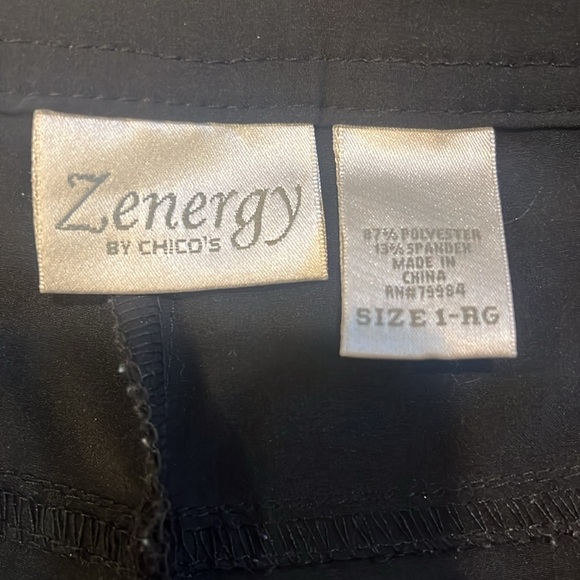 Zenergy
BY CHICO'S
87% POLYESTER
13% SPANDEX
MADE IN
CHINA
RN#79984
SIZE 1-RG